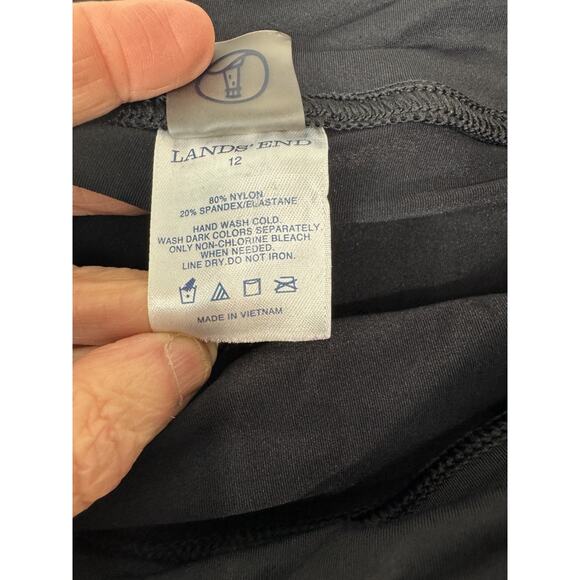 LANDS' END
12
80% NYLON
20% SPANDEX/ELASTANE
HAND WASH COLD.
WASH DARK COLORS SEPARATELY.
ONLY NON-CHLORINE BLEACH
WHEN NEEDED.
LINE DRY. DO NOT IRON.
MADE IN VIETNAM